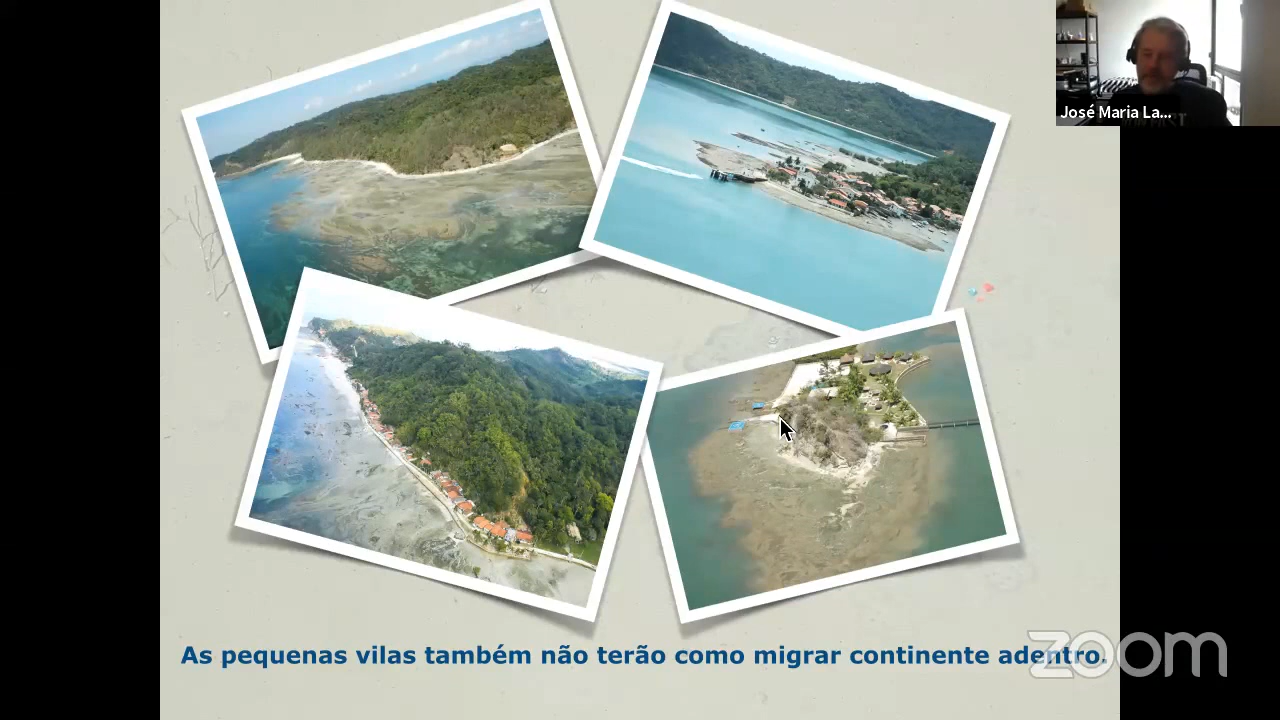 José Maria La...
As pequenas vilas também não terão como migrar continente adentro.
zoom